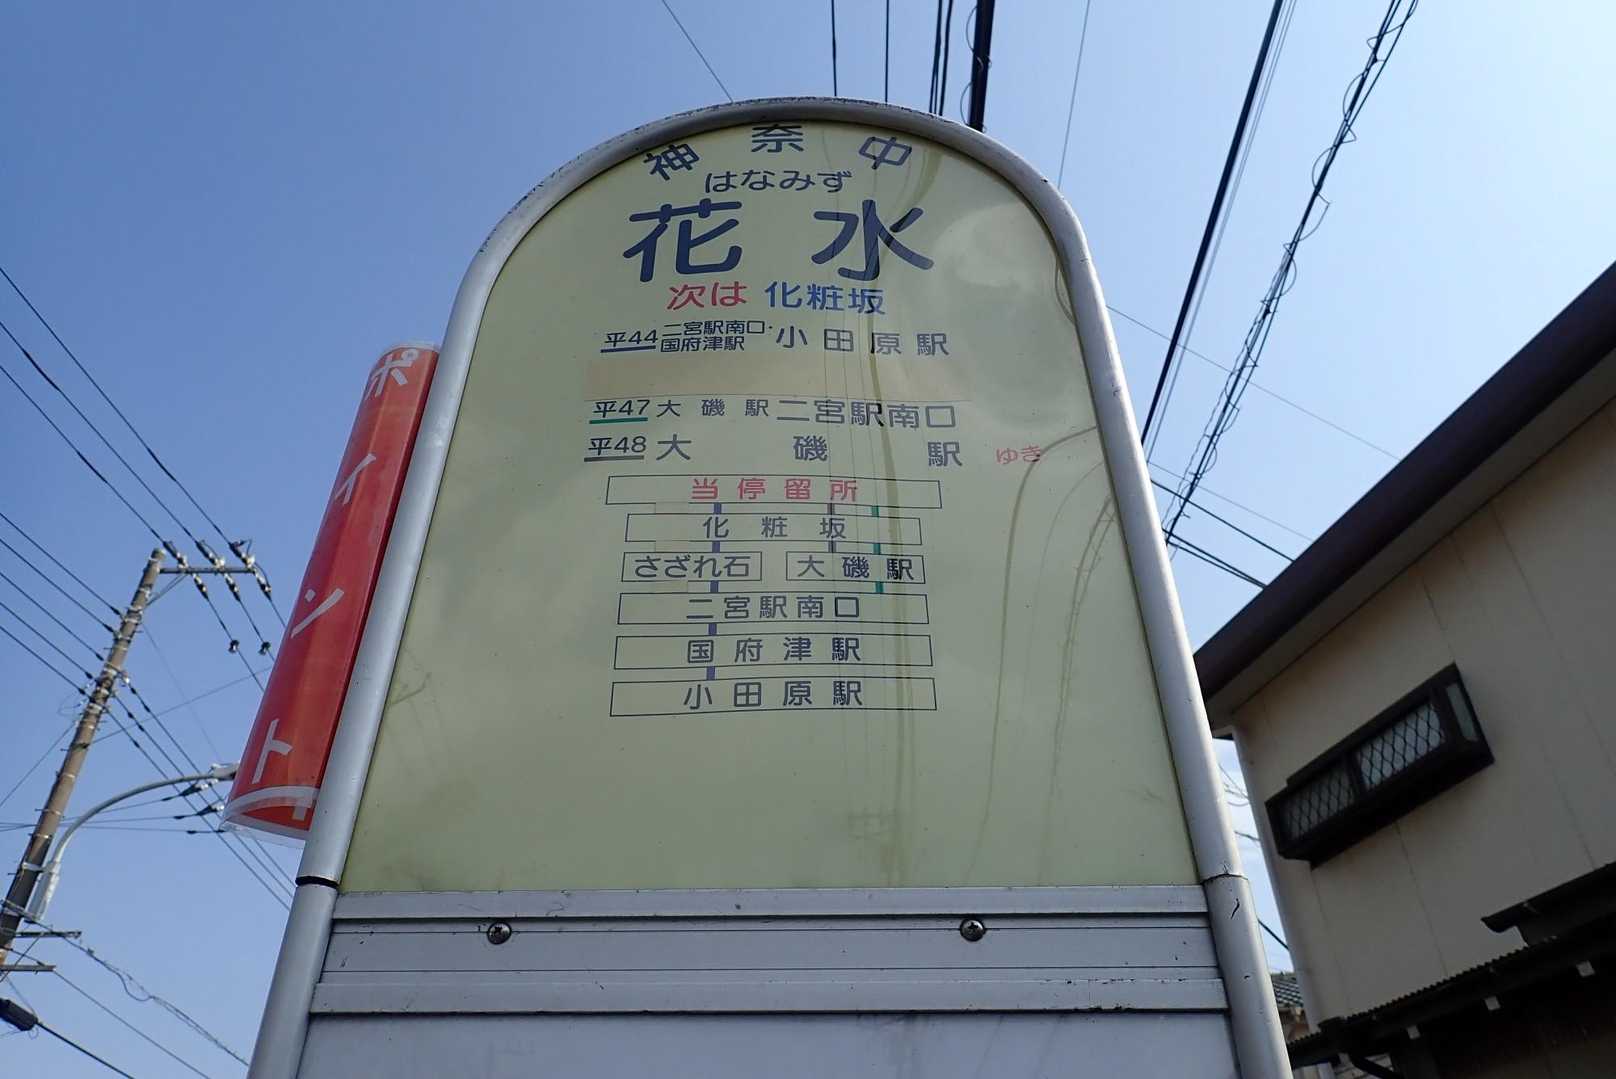 神奈中
はなみず
花水
次は 化粧坂
平44 二宮駅南口・国府津駅 小田原駅
平47 大磯駅 二宮駅南口
平48 大磯駅 ゆき
当停留所
化粧坂
さざれ石 大磯駅
二宮駅南口
国府津駅
小田原駅
ポイント